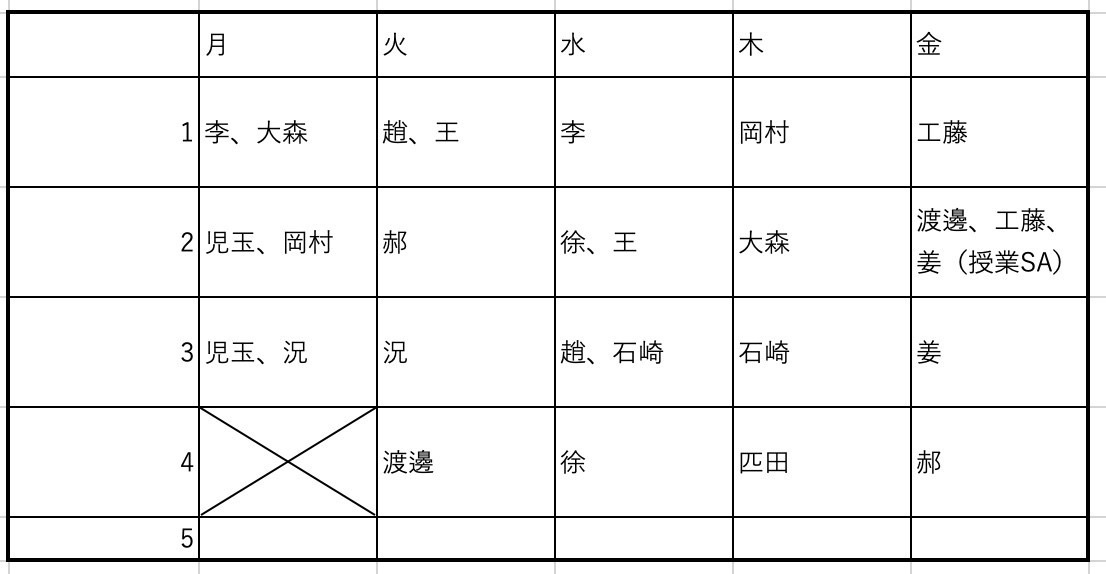 月 火 水 木 金
1 李、大森 趙、王 李 岡村 工藤
2 児玉、岡村 郝 徐、王 大森 渡邊、工藤、
姜（授業SA）
3 児玉、況 況 趙、石崎 石崎 姜
4 渡邊 徐 匹田 郝
5